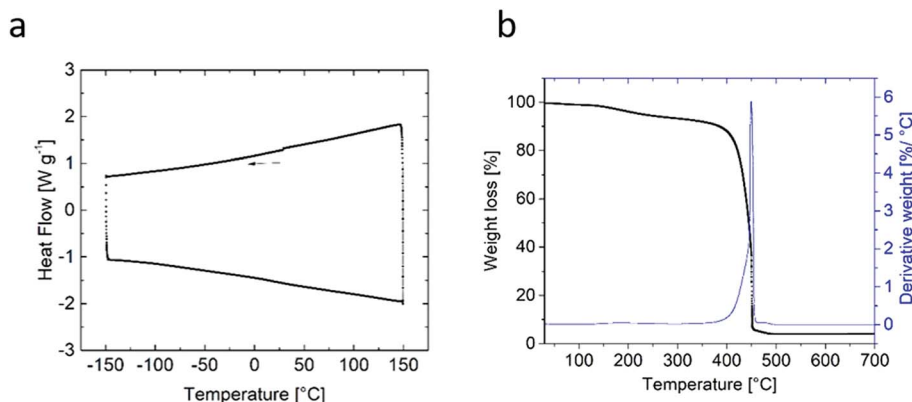 a
b
3
2
1
0
-1
-2
-3
Heat Flow [W g⁻¹]
-150 -100 -50 0 50 100 150
Temperature [°C]
100
80
60
40
20
0
Weight loss [%]
6
5
4
3
2
1
0
Derivative weight [%/ °C]
100 200 300 400 500 600 700
Temperature [°C]